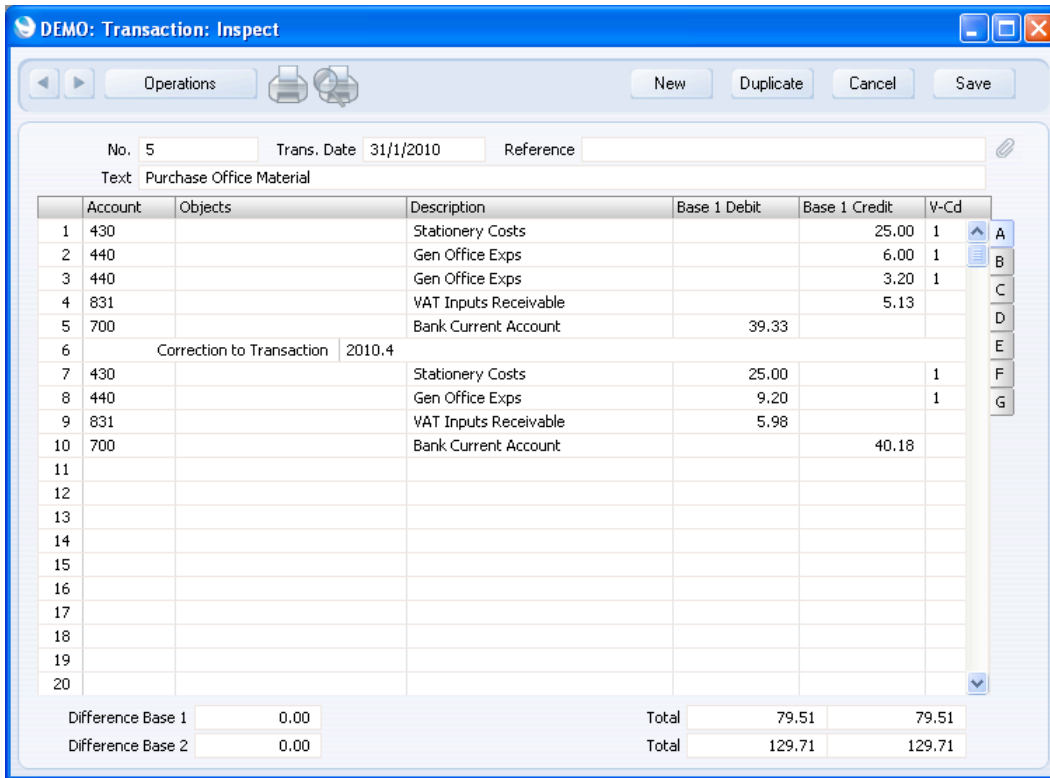 DEMO: Transaction: Inspect
Operations New Duplicate Cancel Save
No. 5 Trans. Date 31/1/2010 Reference
Text Purchase Office Material
Account Objects Description Base 1 Debit Base 1 Credit V-Cd
1 430 Stationery Costs 25.00 1 A
2 440 Gen Office Exps 6.00 1 B
3 440 Gen Office Exps 3.20 1 C
4 831 VAT Inputs Receivable 5.13 D
5 700 Bank Current Account 39.33
6 Correction to Transaction 2010.4 E
7 430 Stationery Costs 25.00 1 F
8 440 Gen Office Exps 9.20 1 G
9 831 VAT Inputs Receivable 5.98
10 700 Bank Current Account 40.18
11
12
13
14
15
16
17
18
19
20
Difference Base 1 0.00 Total 79.51 79.51
Difference Base 2 0.00 Total 129.71 129.71